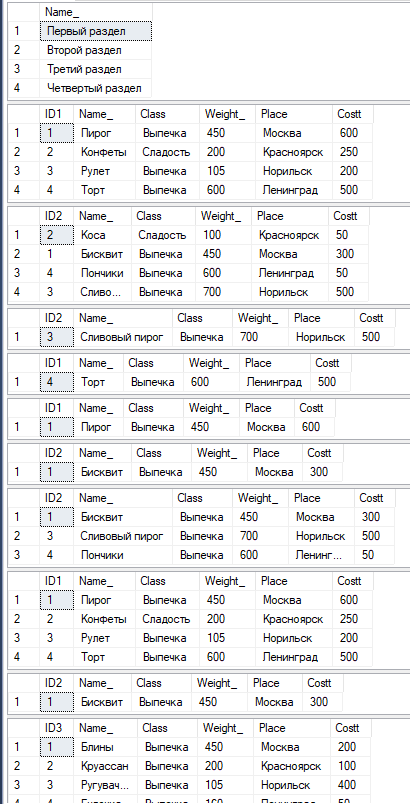 Name_
1 Первый раздел
2 Второй раздел
3 Третий раздел
4 Четвертый раздел
ID1 Name_ Class Weight_ Place Costt
1 1 Пирог Выпечка 450 Москва 600
2 2 Конфеты Сладость 200 Красноярск 250
3 3 Рулет Выпечка 105 Норильск 200
4 4 Торт Выпечка 600 Ленинград 500
ID2 Name_ Class Weight_ Place Costt
1 2 Коса Сладость 100 Красноярск 50
2 1 Бисквит Выпечка 450 Москва 300
3 4 Пончики Выпечка 600 Ленинград 50
4 3 Сливо... Выпечка 700 Норильск 500
ID2 Name_ Class Weight_ Place Costt
1 3 Сливовый пирог Выпечка 700 Норильск 500
ID1 Name_ Class Weight_ Place Costt
1 4 Торт Выпечка 600 Ленинград 500
ID1 Name_ Class Weight_ Place Costt
1 1 Пирог Выпечка 450 Москва 600
ID2 Name_ Class Weight_ Place Costt
1 1 Бисквит Выпечка 450 Москва 300
ID2 Name_ Class Weight_ Place Costt
1 1 Бисквит Выпечка 450 Москва 300
2 3 Сливовый пирог Выпечка 700 Норильск 500
3 4 Пончики Выпечка 600 Ленинг... 50
ID1 Name_ Class Weight_ Place Costt
1 1 Пирог Выпечка 450 Москва 600
2 2 Конфеты Сладость 200 Красноярск 250
3 3 Рулет Выпечка 105 Норильск 200
4 4 Торт Выпечка 600 Ленинград 500
ID2 Name_ Class Weight_ Place Costt
1 1 Бисквит Выпечка 450 Москва 300
ID3 Name_ Class Weight_ Place Costt
1 1 Блины Выпечка 450 Москва 200
2 2 Круассан Выпечка 200 Красноярск 100
3 3 Ругувач... Выпечка 105 Норильск 400